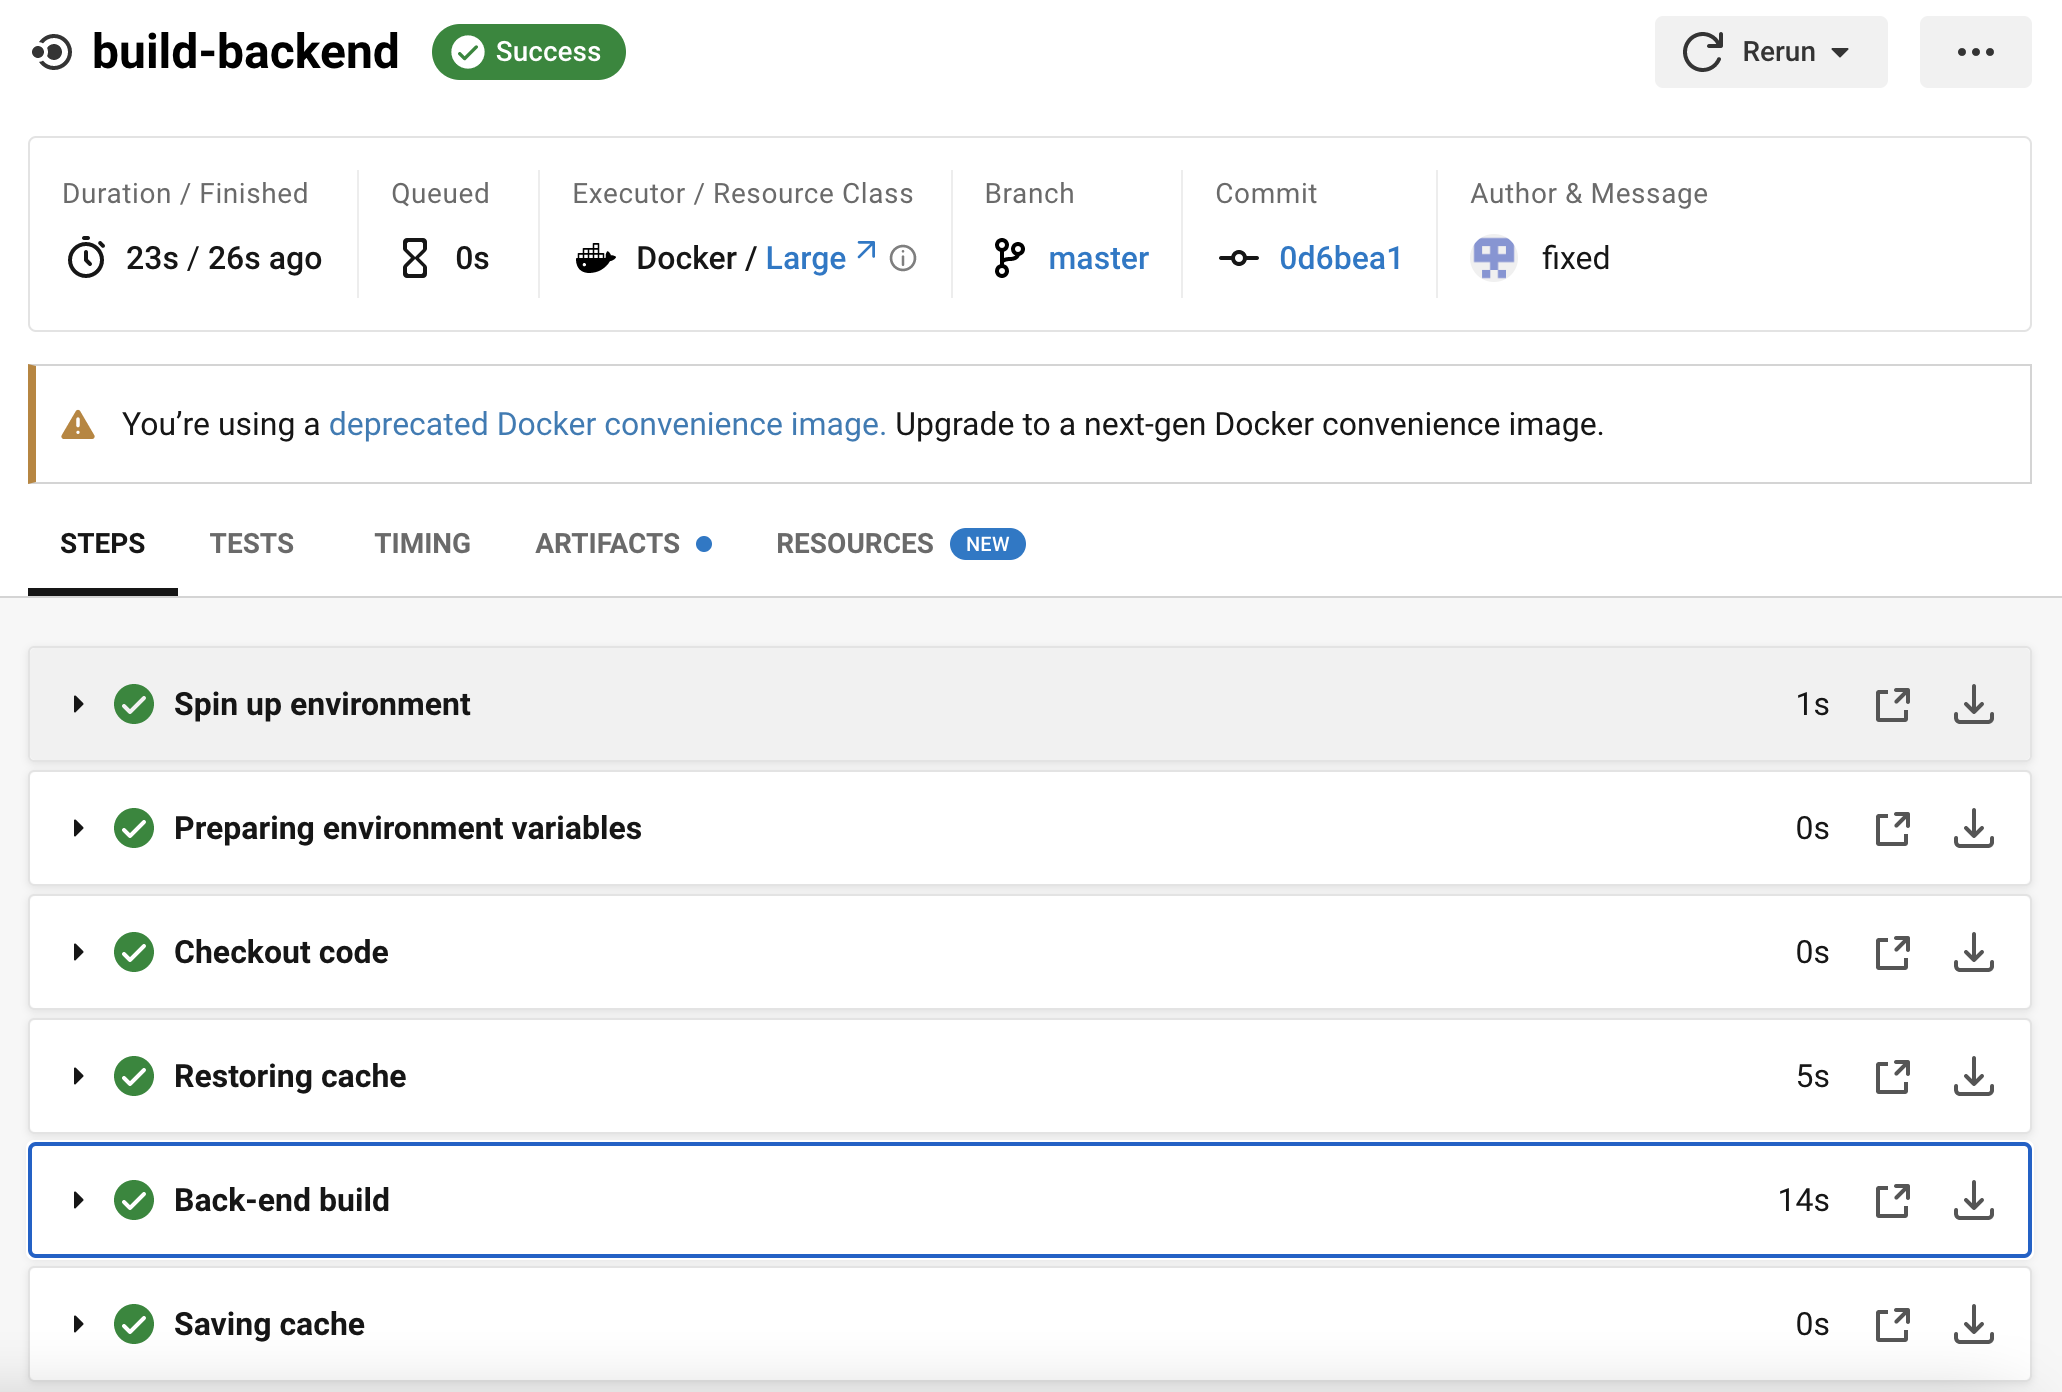 build-backend Success Rerun
Duration / Finished Queued Executor / Resource Class Branch Commit Author & Message
23s / 26s ago 0s Docker / Large master 0d6bea1 fixed
You’re using a deprecated Docker convenience image. Upgrade to a next-gen Docker convenience image.
STEPS TESTS TIMING ARTIFACTS RESOURCES NEW
Spin up environment 1s
Preparing environment variables 0s
Checkout code 0s
Restoring cache 5s
Back-end build 14s
Saving cache 0s